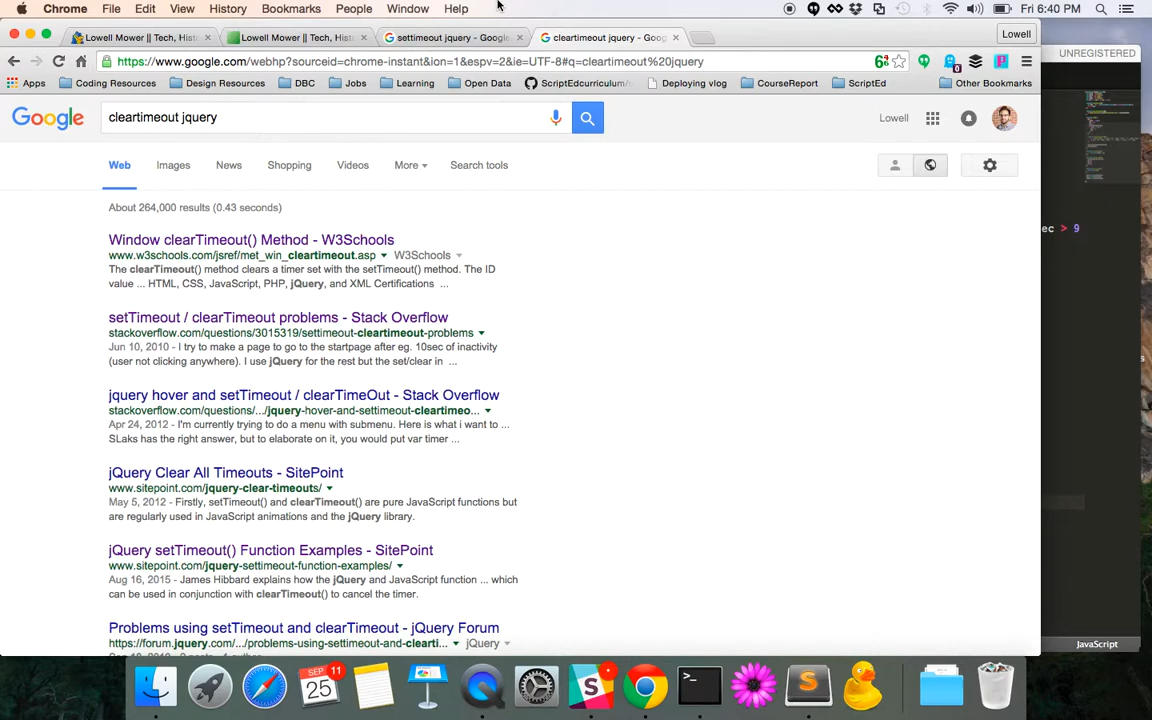 Chrome File Edit View History Bookmarks People Window Help Fri 6:40 PM
Lowell Mower || Tech, Hist Lowell Mower || Tech, Hist settimeout jquery - Google cleartimeout jquery - Goo Lowell
UNREGISTERED
https://www.google.com/webhp?sourceid=chrome-instant&ion=1&espv=2&ie=UTF-8#q=cleartimeout%20jquery
Apps Coding Resources Design Resources DBC Jobs Learning Open Data ScriptEdcurriculum/ Deploying vlog CourseReport ScriptEd Other Bookmarks
Google cleartimeout jquery Lowell
Web Images News Shopping Videos More Search tools
About 264,000 results (0.43 seconds)
ec > 9
Window clearTimeout() Method - W3Schools
www.w3schools.com/jsref/met_win_cleartimeout.asp W3Schools
The clearTimeout() method clears a timer set with the setTimeout() method. The ID
value ... HTML, CSS, JavaScript, PHP, jQuery, and XML Certifications ...
setTimeout / clearTimeout problems - Stack Overflow
stackoverflow.com/questions/3015319/settimeout-cleartimeout-problems
Jun 10, 2010 - I try to make a page to go to the startpage after eg. 10sec of inactivity
(user not clicking anywhere). I use jQuery for the rest but the set/clear in ...
jquery hover and setTimeout / clearTimeOut - Stack Overflow
stackoverflow.com/questions/.../jquery-hover-and-settimeout-cleartimeo...
Apr 24, 2012 - I'm currently trying to do a menu with submenu. Here is what i want to ...
SLaks has the right answer, but to elaborate on it, you would put var timer ...
jQuery Clear All Timeouts - SitePoint
www.sitepoint.com/jquery-clear-timeouts/
May 5, 2012 - Firstly, setTimeout() and clearTimeout() are pure JavaScript functions but
are regularly used in JavaScript animations and the jQuery library.
jQuery setTimeout() Function Examples - SitePoint
www.sitepoint.com/jquery-settimeout-function-examples/
Aug 16, 2015 - James Hibbard explains how the jQuery and JavaScript function ... which
can be used in conjunction with clearTimeout() to cancel the timer.
Problems using setTimeout and clearTimeout - jQuery Forum
https://forum.jquery.com/.../problems-using-settimeout-and-clearti... jQuery
JavaScript
SEP 25 11